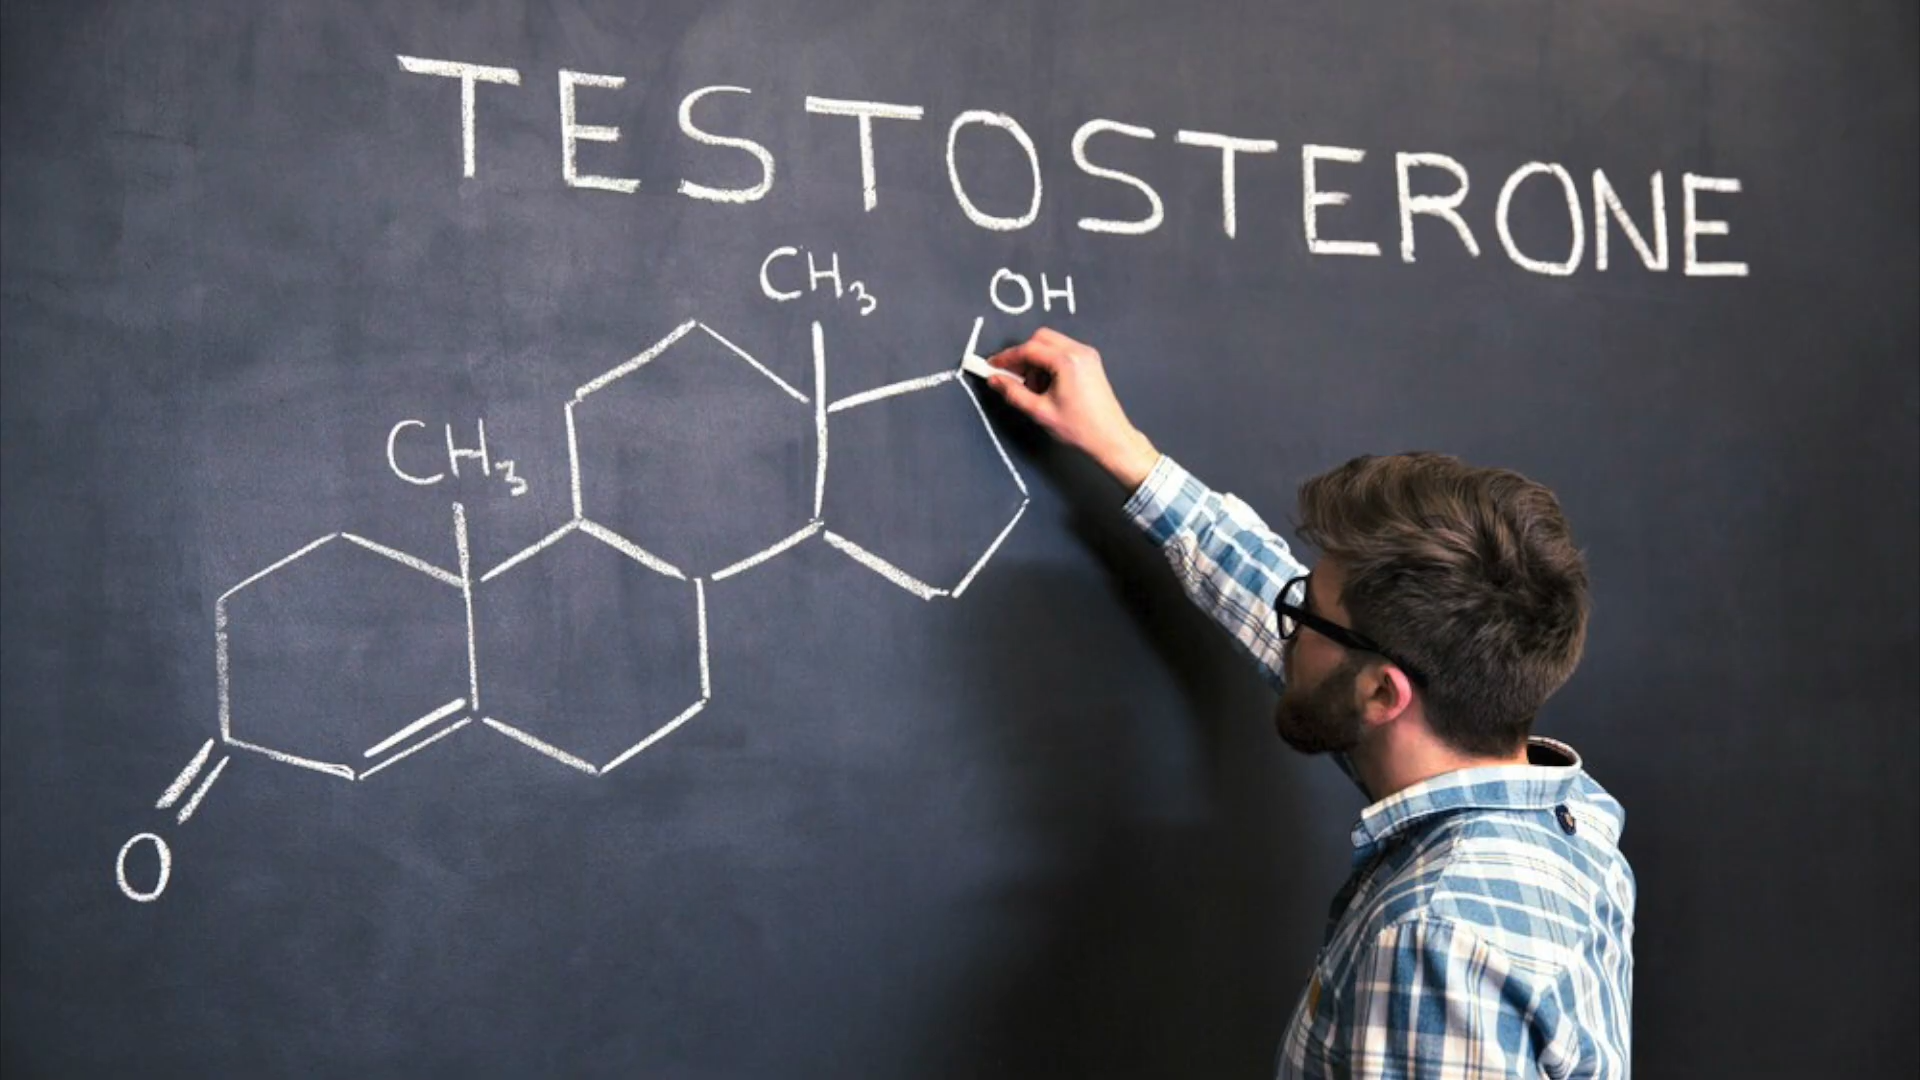 TESTOSTERONE
CH₃
OH
CH₃
O